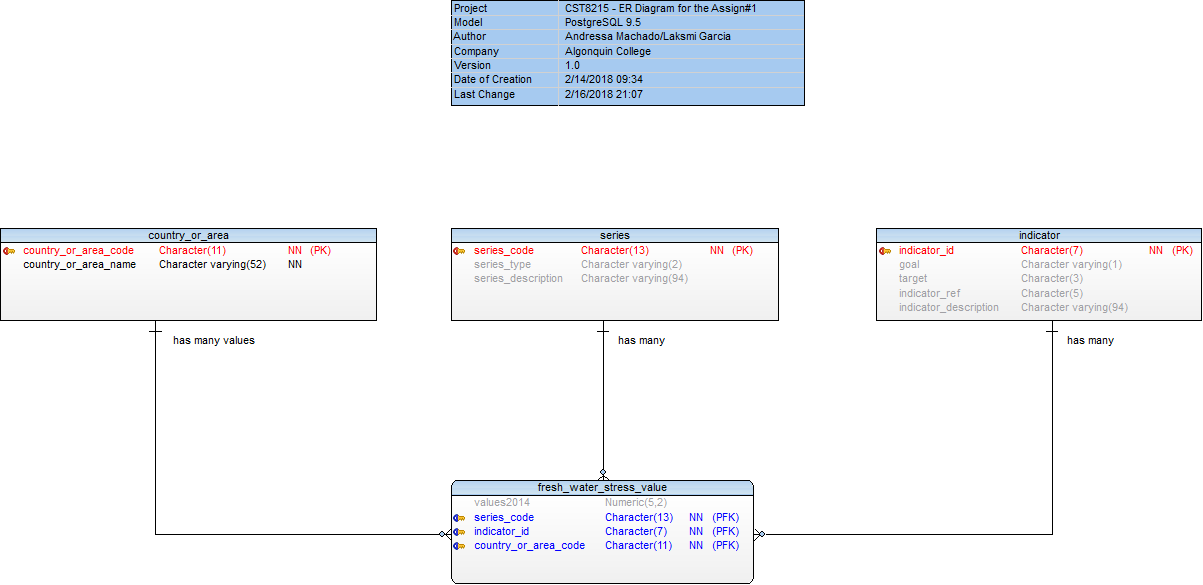 Project CST8215 - ER Diagram for the Assign#1
Model PostgreSQL 9.5
Author Andressa Machado/Laksmi Garcia
Company Algonquin College
Version 1.0
Date of Creation 2/14/2018 09:34
Last Change 2/16/2018 21:07
country_or_area
country_or_area_code Character(11) NN (PK)
country_or_area_name Character varying(52) NN
series
series_code Character(13) NN (PK)
series_type Character varying(2)
series_description Character varying(94)
indicator
indicator_id Character(7) NN (PK)
goal Character varying(1)
target Character(3)
indicator_ref Character(5)
indicator_description Character varying(94)
has many values
has many
has many
fresh_water_stress_value
values2014 Numeric(5,2)
series_code Character(13) NN (PFK)
indicator_id Character(7) NN (PFK)
country_or_area_code Character(11) NN (PFK)